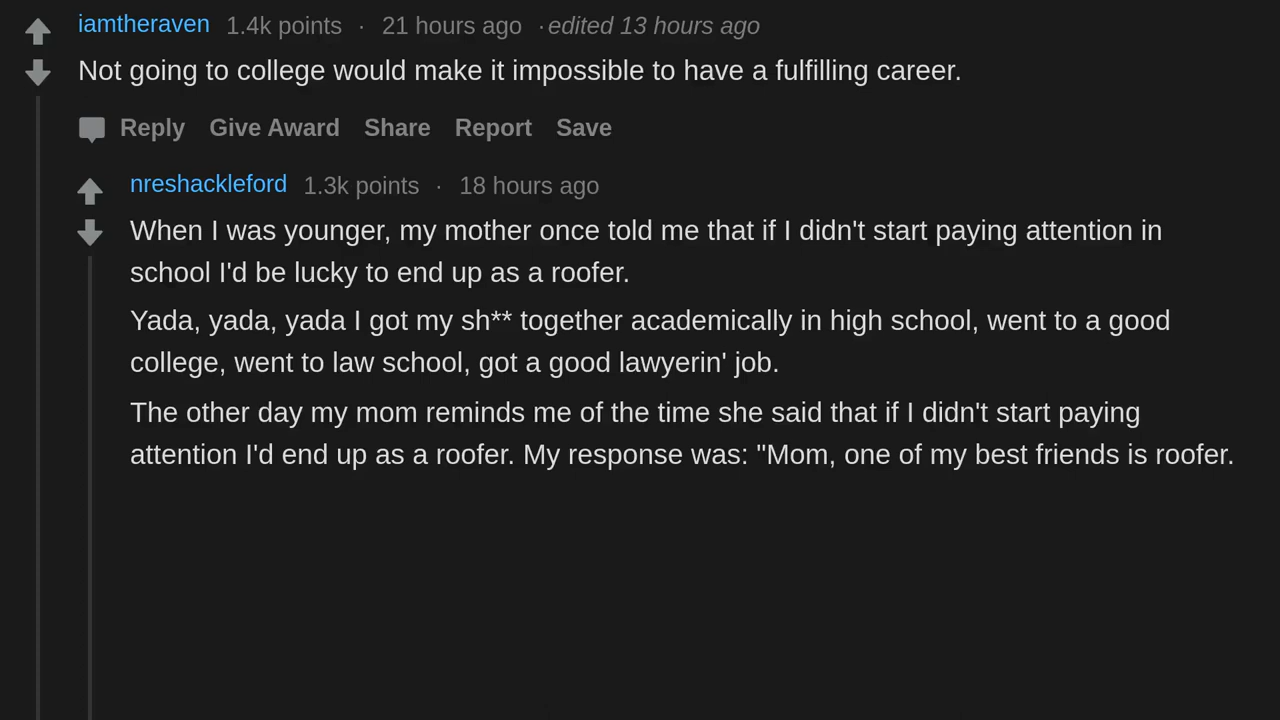 iamtheraven 1.4k points · 21 hours ago · edited 13 hours ago
Not going to college would make it impossible to have a fulfilling career.
Reply Give Award Share Report Save
nreshackleford 1.3k points · 18 hours ago
When I was younger, my mother once told me that if I didn't start paying attention in
school I'd be lucky to end up as a roofer.
Yada, yada, yada I got my sh** together academically in high school, went to a good
college, went to law school, got a good lawyerin' job.
The other day my mom reminds me of the time she said that if I didn't start paying
attention I'd end up as a roofer. My response was: "Mom, one of my best friends is roofer.